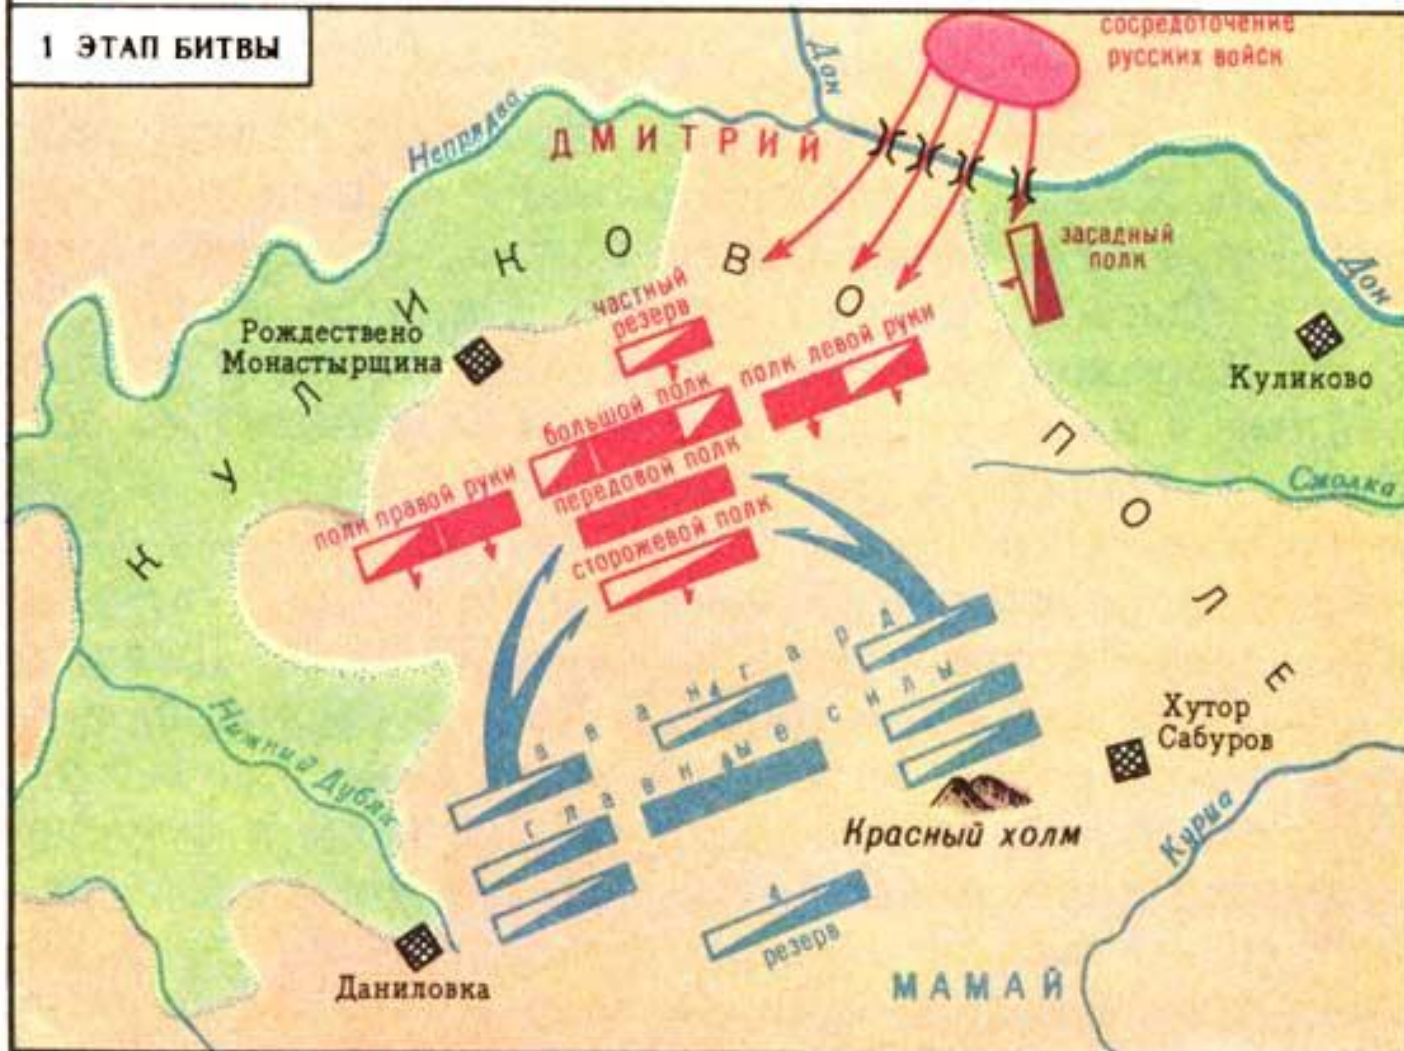 1 ЭТАП БИТВЫ
сосредоточение
русских войск
Дон
Непрядва
ДМИТРИЙ
засадный
полк
Дон
КУЛИКОВО
ПОЛЕ
частный
резерв
Рождествено
Монастырщина
полк левой руки
большой полк
Куликово
передовой полк
полк правой руки
сторожевой полк
Смолка
авангард
главные силы
Нижний Дубяк
Хутор
Сабуров
Красный холм
Курца
резерв
Даниловка
МАМАЙ